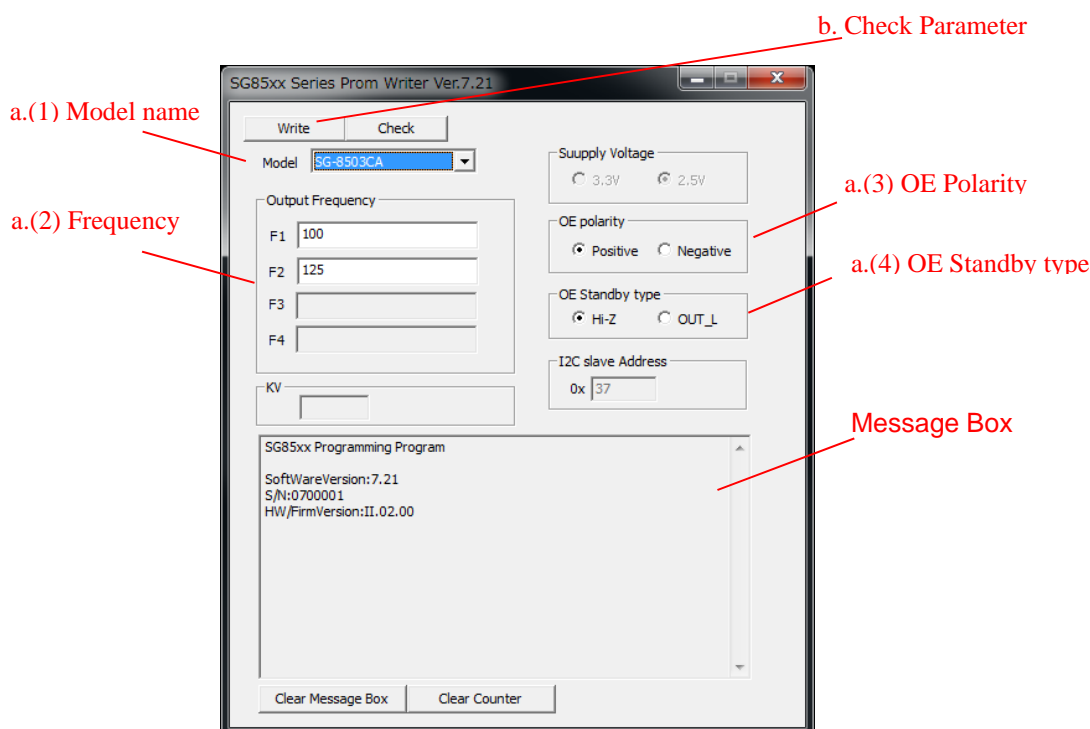 b. Check Parameter
SG85xx Series Prom Writer Ver.7.21
a.(1) Model name
Write Check
Model SG-8503CA
Suupply Voltage
3.3V 2.5V
a.(3) OE Polarity
Output Frequency
a.(2) Frequency
F1 100
OE polarity
Positive Negative
F2 125
a.(4) OE Standby type
F3
OE Standby type
Hi-Z OUT_L
F4
I2C slave Address
0x 37
KV
Message Box
SG85xx Programming Program
SoftWareVersion:7.21
S/N:0700001
HW/FirmVersion:II.02.00
Clear Message Box Clear Counter